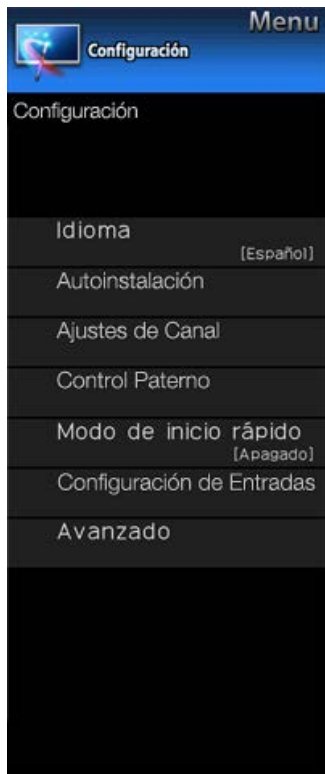 Menu
Configuración
Configuración
Idioma
[Español]
Autoinstalación
Ajustes de Canal
Control Paterno
Modo de inicio rápido
[Apagado]
Configuración de Entradas
Avanzado